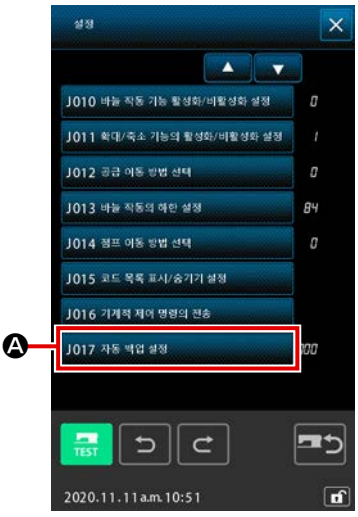 설정
J010 바늘 작동 기능 활성화/비활성화 설정 0
J011 확대/축소 기능의 활성화/비활성화 설정 1
J012 공급 이동 방법 선택 0
J013 바늘 작동의 하한 설정 84
J014 점프 이동 방법 선택 0
J015 코드 목록 표시/숨기기 설정
J016 기계적 제어 명령의 전송
A J017 자동 백업 설정 000
TEST
2020.11.11 a.m. 10:51